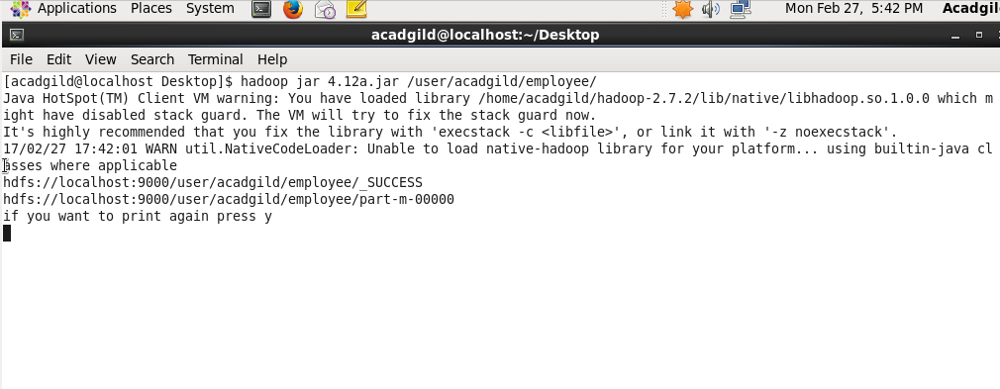 Applications Places System Mon Feb 27, 5:42 PM Acadgil
acadgild@localhost:~/Desktop
File Edit View Search Terminal Help
[acadgild@localhost Desktop]$ hadoop jar 4.12a.jar /user/acadgild/employee/
Java HotSpot(TM) Client VM warning: You have loaded library /home/acadgild/hadoop-2.7.2/lib/native/libhadoop.so.1.0.0 which m
ight have disabled stack guard. The VM will try to fix the stack guard now.
It's highly recommended that you fix the library with 'execstack -c <libfile>', or link it with '-z noexecstack'.
17/02/27 17:42:01 WARN util.NativeCodeLoader: Unable to load native-hadoop library for your platform... using builtin-java cl
asses where applicable
hdfs://localhost:9000/user/acadgild/employee/_SUCCESS
hdfs://localhost:9000/user/acadgild/employee/part-m-00000
if you want to print again press y